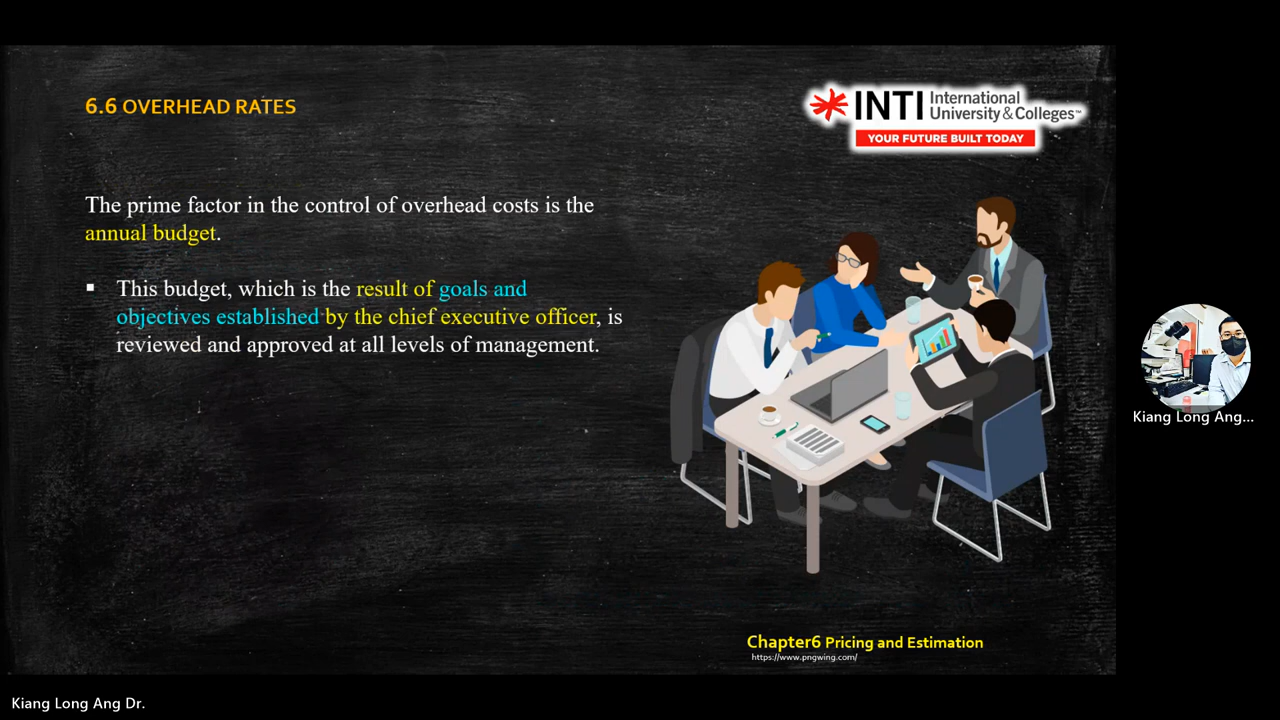 6.6 OVERHEAD RATES
INTI International
University & Colleges™
YOUR FUTURE BUILT TODAY
The prime factor in the control of overhead costs is the
annual budget.
▪ This budget, which is the result of goals and
objectives established by the chief executive officer, is
reviewed and approved at all levels of management.
Kiang Long Ang...
Chapter6 Pricing and Estimation
https://www.pngwing.com/
Kiang Long Ang Dr.